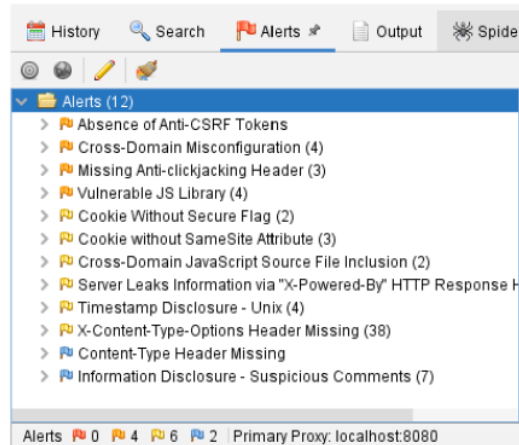 History Search Alerts Output Spide
Alerts (12)
Absence of Anti-CSRF Tokens
Cross-Domain Misconfiguration (4)
Missing Anti-clickjacking Header (3)
Vulnerable JS Library (4)
Cookie Without Secure Flag (2)
Cookie without SameSite Attribute (3)
Cross-Domain JavaScript Source File Inclusion (2)
Server Leaks Information via "X-Powered-By" HTTP Response H
Timestamp Disclosure - Unix (4)
X-Content-Type-Options Header Missing (38)
Content-Type Header Missing
Information Disclosure - Suspicious Comments (7)
Alerts 0 4 6 2 Primary Proxy: localhost:8080